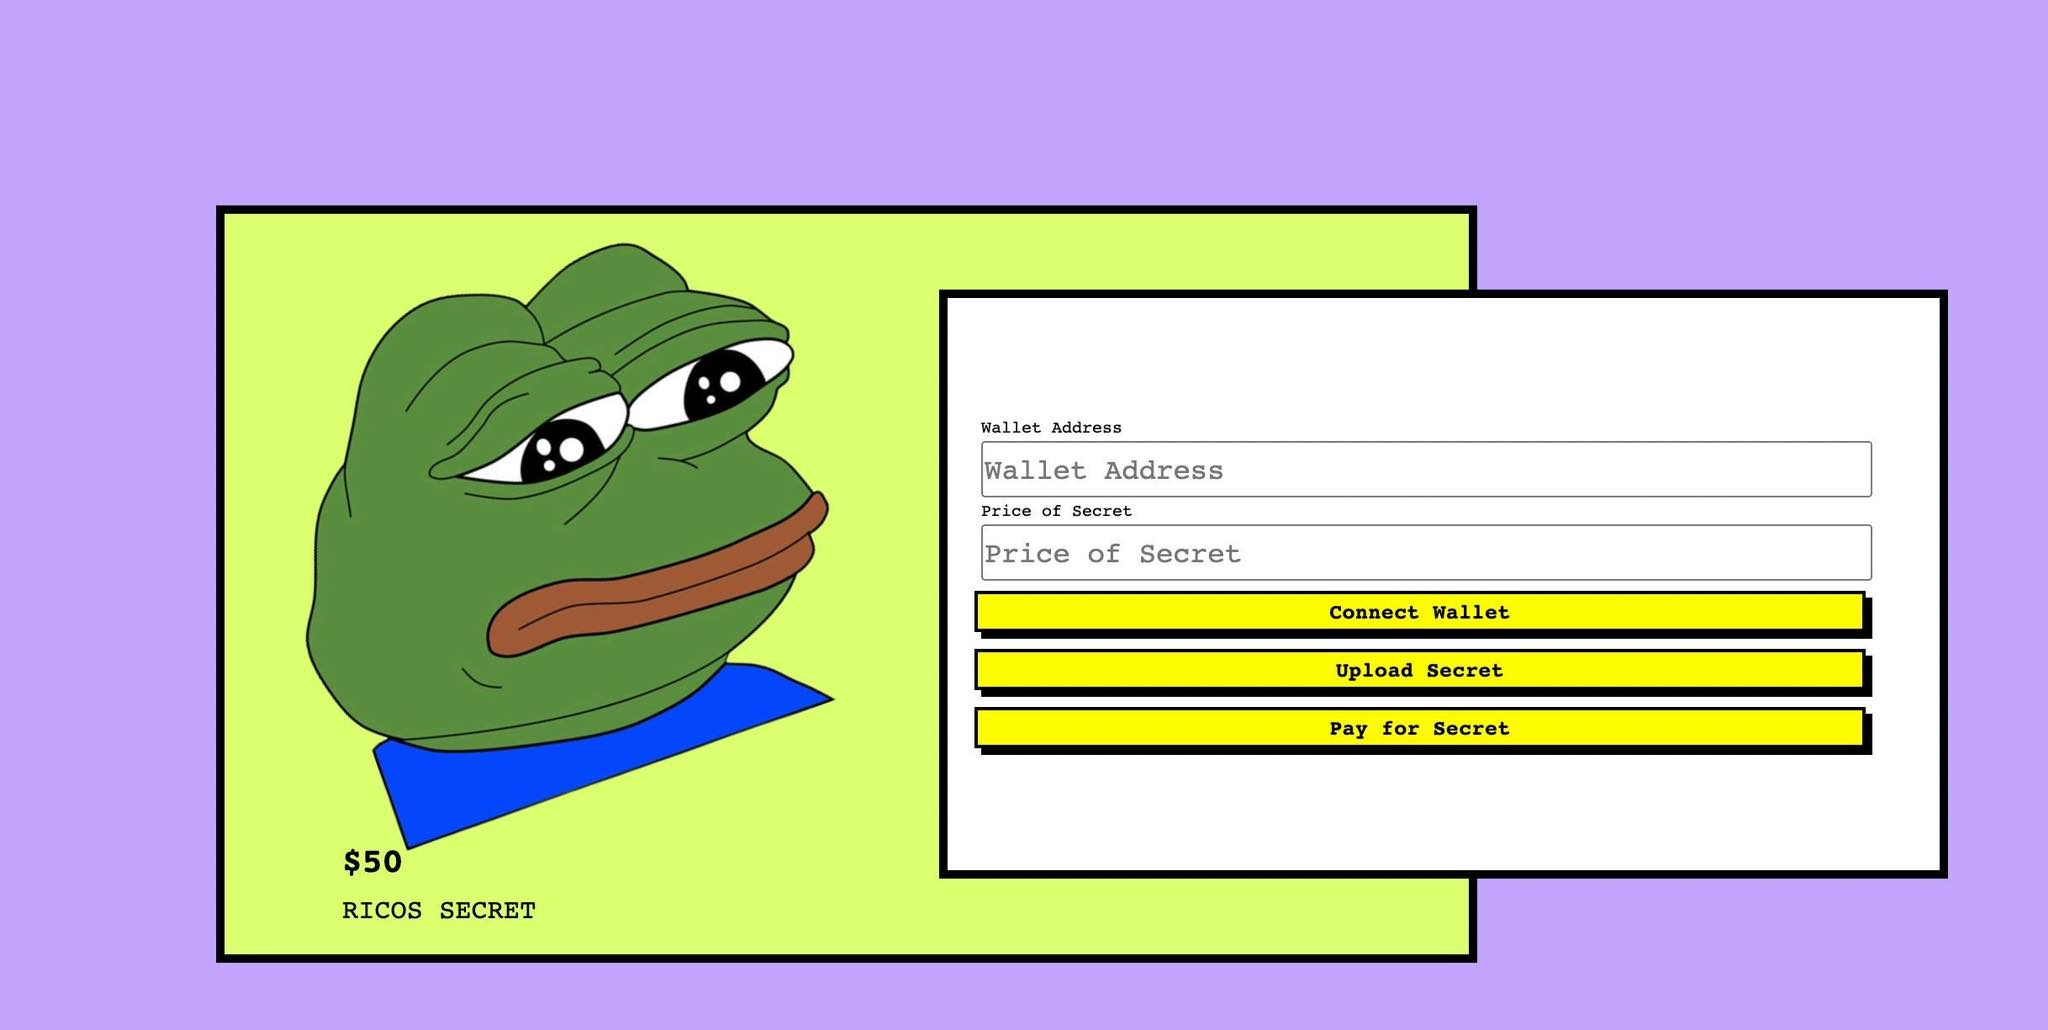 $50
RICOS SECRET
Wallet Address
Wallet Address
Price of Secret
Price of Secret
Connect Wallet
Upload Secret
Pay for Secret